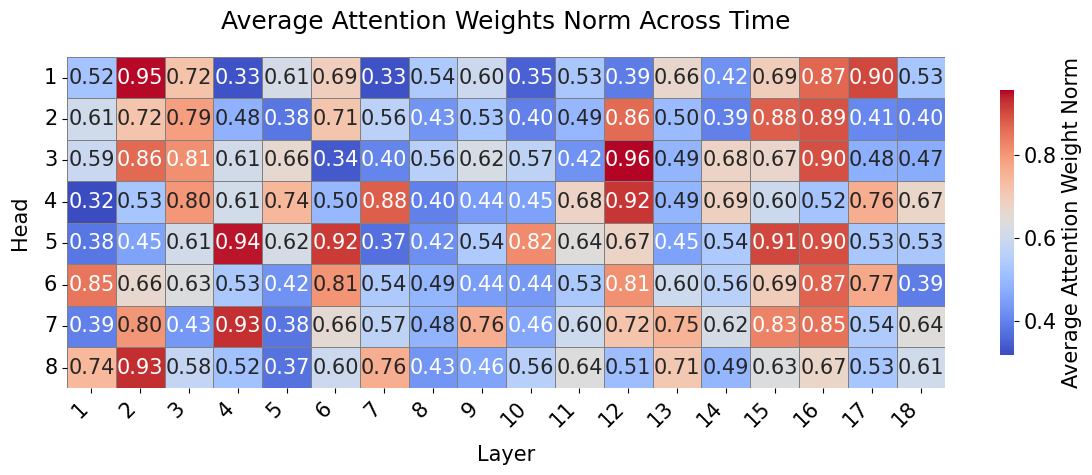 Average Attention Weights Norm Across Time
Head
1 0.52 0.95 0.72 0.33 0.61 0.69 0.33 0.54 0.60 0.35 0.53 0.39 0.66 0.42 0.69 0.87 0.90 0.53
2 0.61 0.72 0.79 0.48 0.38 0.71 0.56 0.43 0.53 0.40 0.49 0.86 0.50 0.39 0.88 0.89 0.41 0.40
3 0.59 0.86 0.81 0.61 0.66 0.34 0.40 0.56 0.62 0.57 0.42 0.96 0.49 0.68 0.67 0.90 0.48 0.47
4 0.32 0.53 0.80 0.61 0.74 0.50 0.88 0.40 0.44 0.45 0.68 0.92 0.49 0.69 0.60 0.52 0.76 0.67
5 0.38 0.45 0.61 0.94 0.62 0.92 0.37 0.42 0.54 0.82 0.64 0.67 0.45 0.54 0.91 0.90 0.53 0.53
6 0.85 0.66 0.63 0.53 0.42 0.81 0.54 0.49 0.44 0.44 0.53 0.81 0.60 0.56 0.69 0.87 0.77 0.39
7 0.39 0.80 0.43 0.93 0.38 0.66 0.57 0.48 0.76 0.46 0.60 0.72 0.75 0.62 0.83 0.85 0.54 0.64
8 0.74 0.93 0.58 0.52 0.37 0.60 0.76 0.43 0.46 0.56 0.64 0.51 0.71 0.49 0.63 0.67 0.53 0.61
1 2 3 4 5 6 7 8 9 10 11 12 13 14 15 16 17 18
Layer
0.8
0.6
0.4
Average Attention Weight Norm